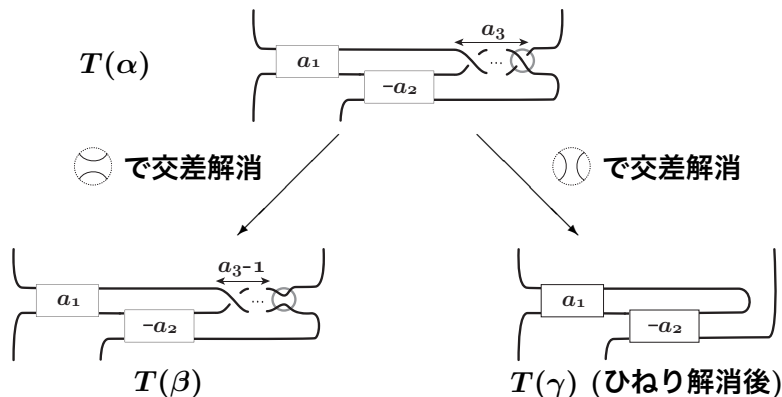 a₃
T(α)
a₁
...
-a₂
で交差解消
で交差解消
a₃-1
a₁
...
-a₂
a₁
-a₂
T(β)
T(γ) (ひねり解消後)